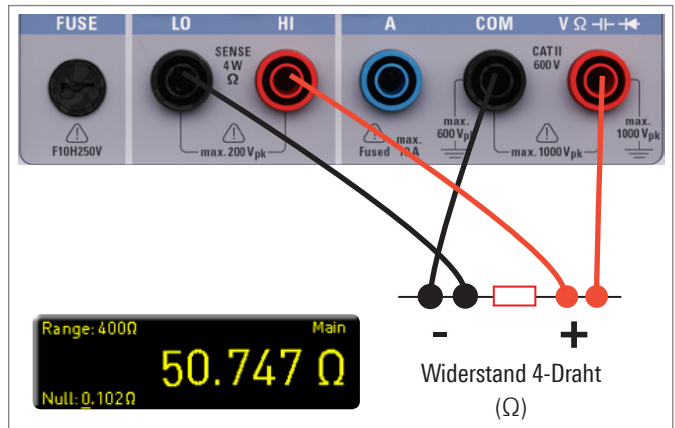 FUSE LO HI A COM V Ω
SENSE
4 W
Ω
CAT II
600 V
max.
600 Vpk
max.
1000 Vpk
F10H250V
max. 200 Vpk
Fused max. 10A
max. 1000 Vpk
- +
Range: 400Ω Main
50.747 Ω
Null: 0.102Ω
Widerstand 4-Draht
(Ω)